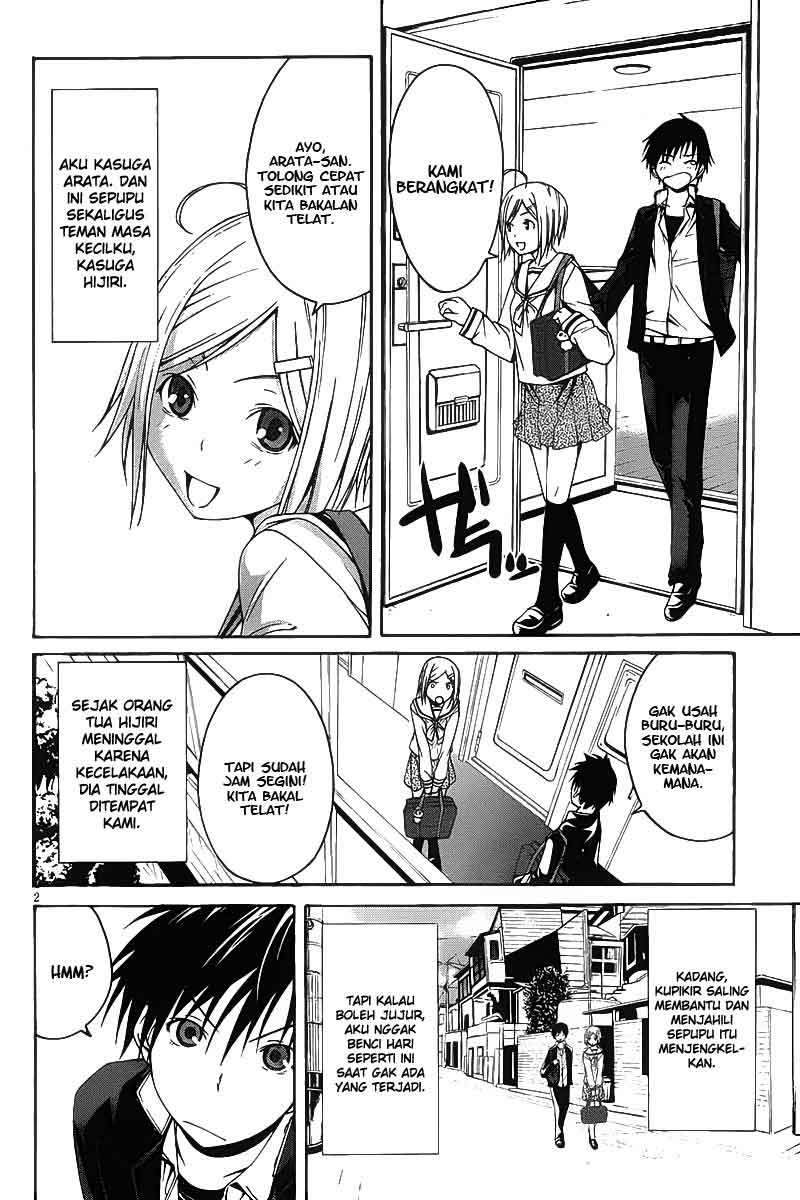 KAMI
BERANGKAT!
ガラッ
AYO,
ARATA-SAN.
TOLONG CEPAT
SEDIKIT ATAU
KITA BAKALAN
TELAT.
AKU KASUGA
ARATA. DAN
INI SEPUPU
SEKALIGUS
TEMAN MASA
KECILKU,
KASUGA
HIJIRI.
GAK USAH
BURU-BURU,
SEKOLAH INI
GAK AKAN
KEMANA-
MANA.
TAPI SUDAH
JAM SEGINI!
KITA BAKAL
TELAT!
SEJAK ORANG
TUA HIJIRI
MENINGGAL
KARENA
KECELAKAAN,
DIA TINGGAL
DITEMPAT
KAMI.
2
KADANG,
KUPIKIR SALING
MEMBANTU DAN
MENJAHILI
SEPUPU ITU
MENJENGKEL-
KAN.
TAPI KALAU
BOLEH JUJUR,
AKU NGGAK
BENCI HARI
SEPERTI INI
SAAT GAK ADA
YANG TERJADI.
HMM?